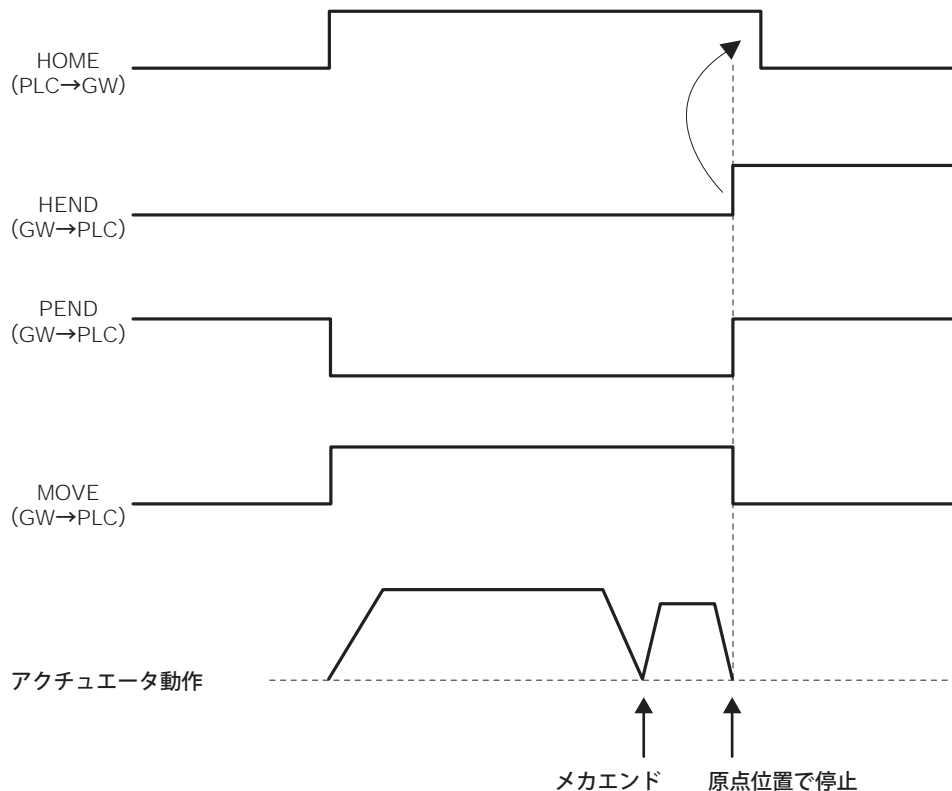 HOME
(PLC→GW)
HEND
(GW→PLC)
PEND
(GW→PLC)
MOVE
(GW→PLC)
アクチュエータ動作
メカエンド
原点位置で停止